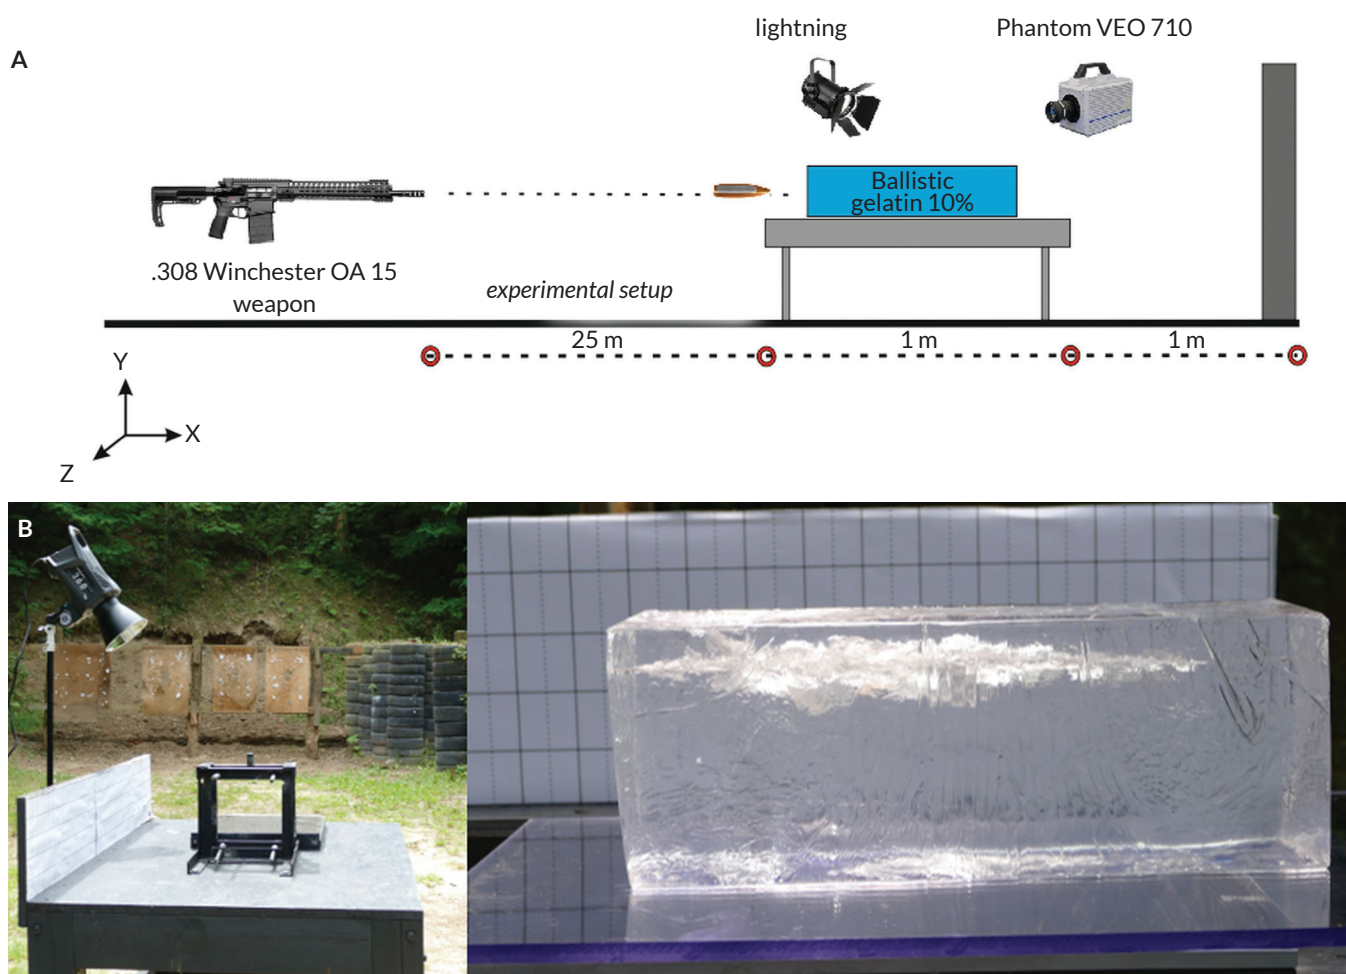 A
lightning
Phantom VEO 710
Ballistic
gelatin 10%
.308 Winchester OA 15
weapon
experimental setup
25 m
1 m
1 m
Y
X
Z
B